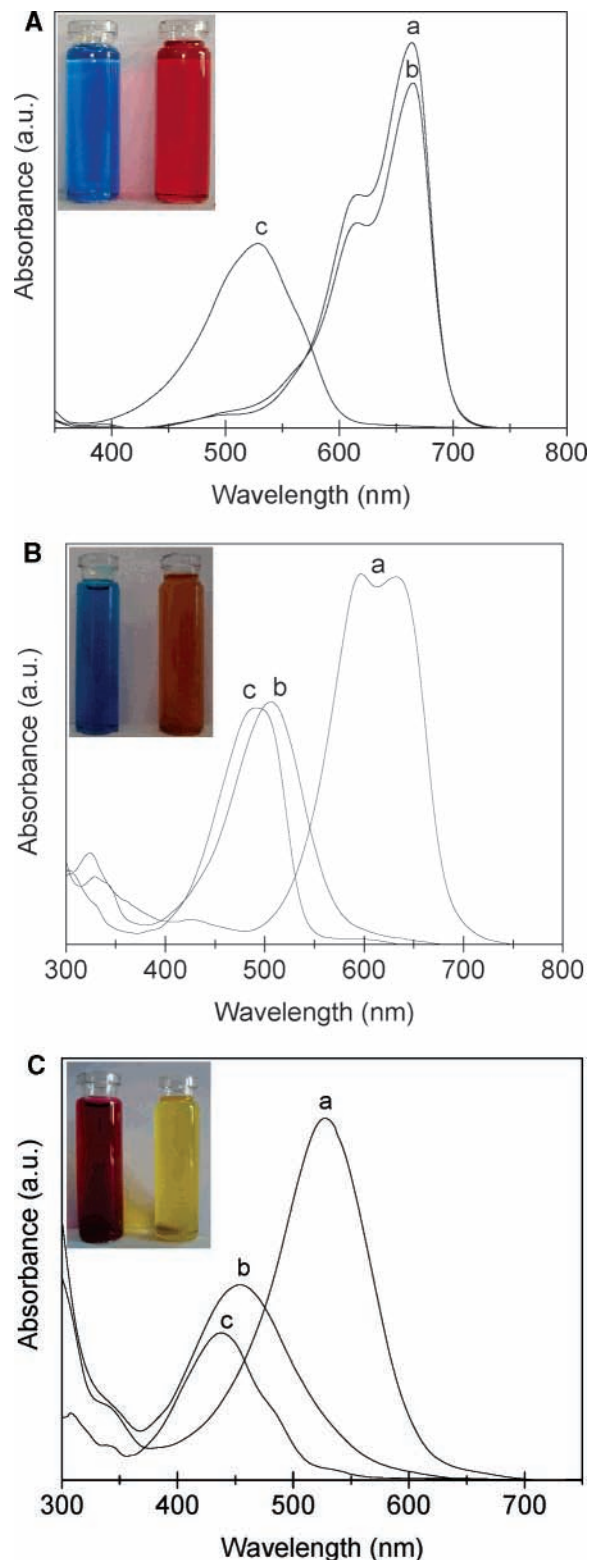 A
a
b
c
Absorbance (a.u.)
400 500 600 700 800
Wavelength (nm)
B
a
c b
Absorbance (a.u.)
300 400 500 600 700 800
Wavelength (nm)
C
a
b
c
Absorbance (a.u.)
300 400 500 600 700
Wavelength (nm)